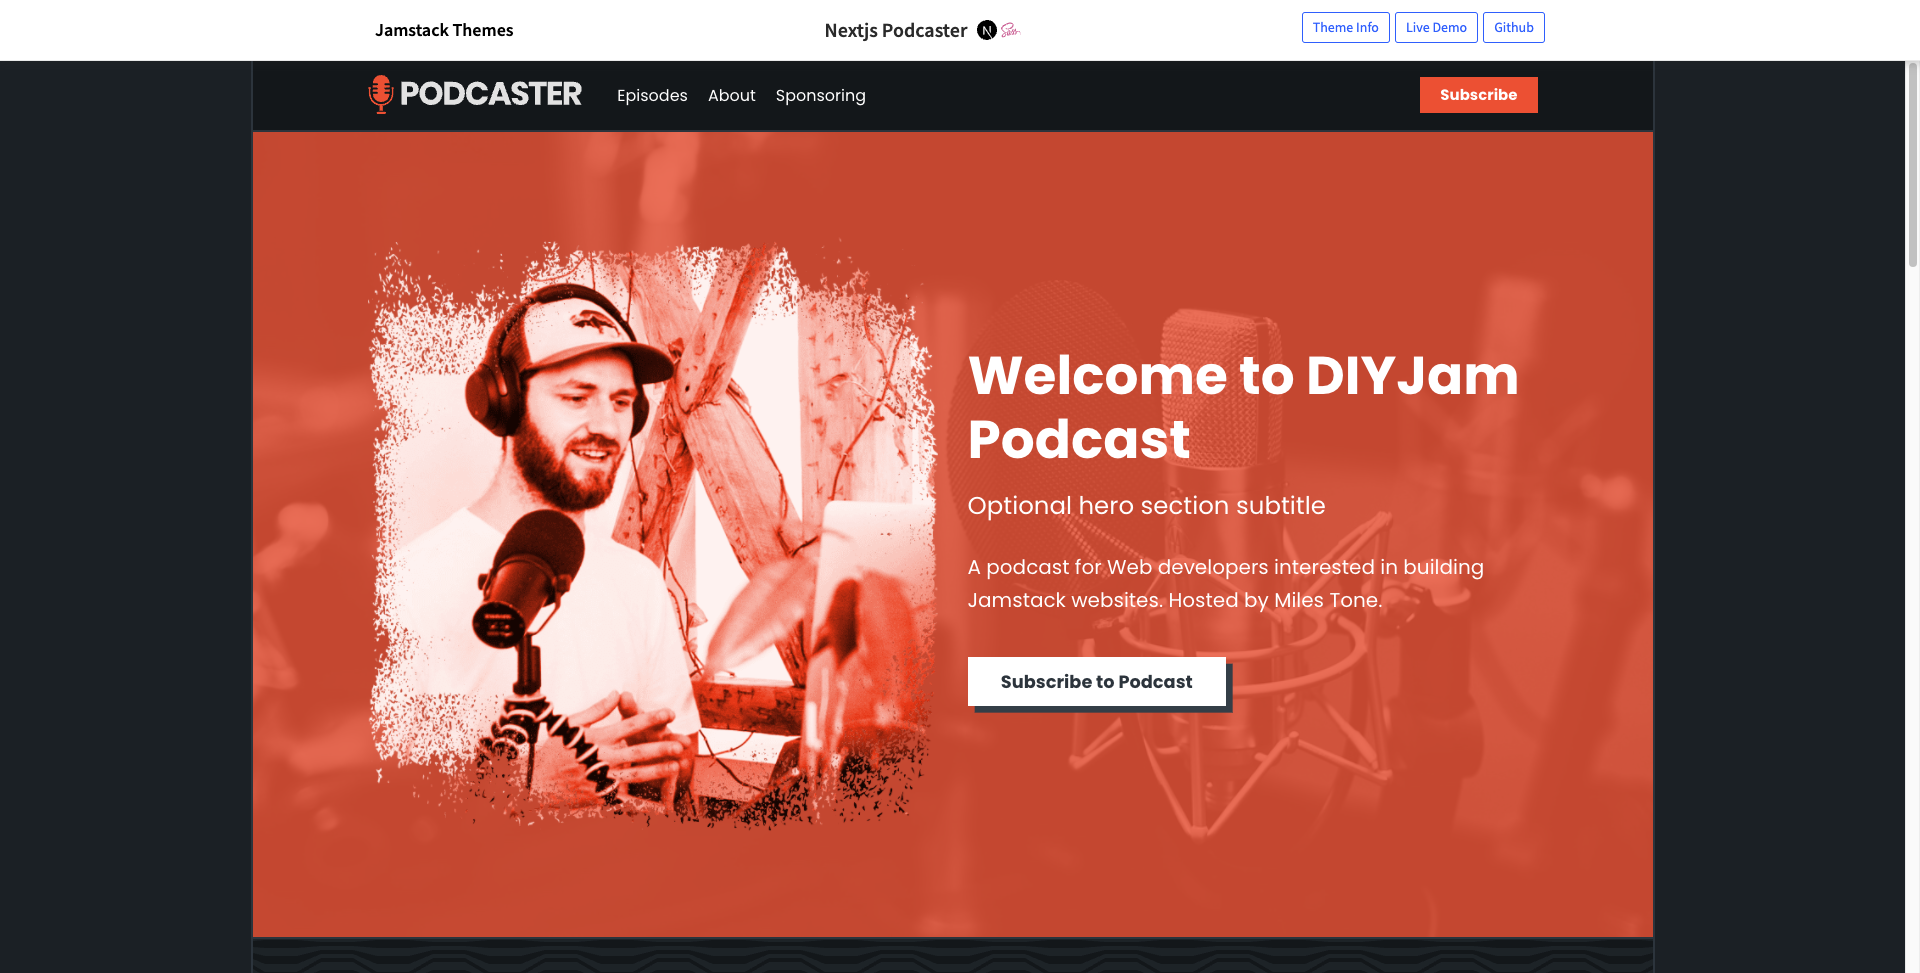 Jamstack Themes
Nextjs Podcaster
Theme Info
Live Demo
Github
PODCASTER
Episodes
About
Sponsoring
Subscribe
Welcome to DIYJam
Podcast
Optional hero section subtitle
A podcast for Web developers interested in building
Jamstack websites. Hosted by Miles Tone.
Subscribe to Podcast